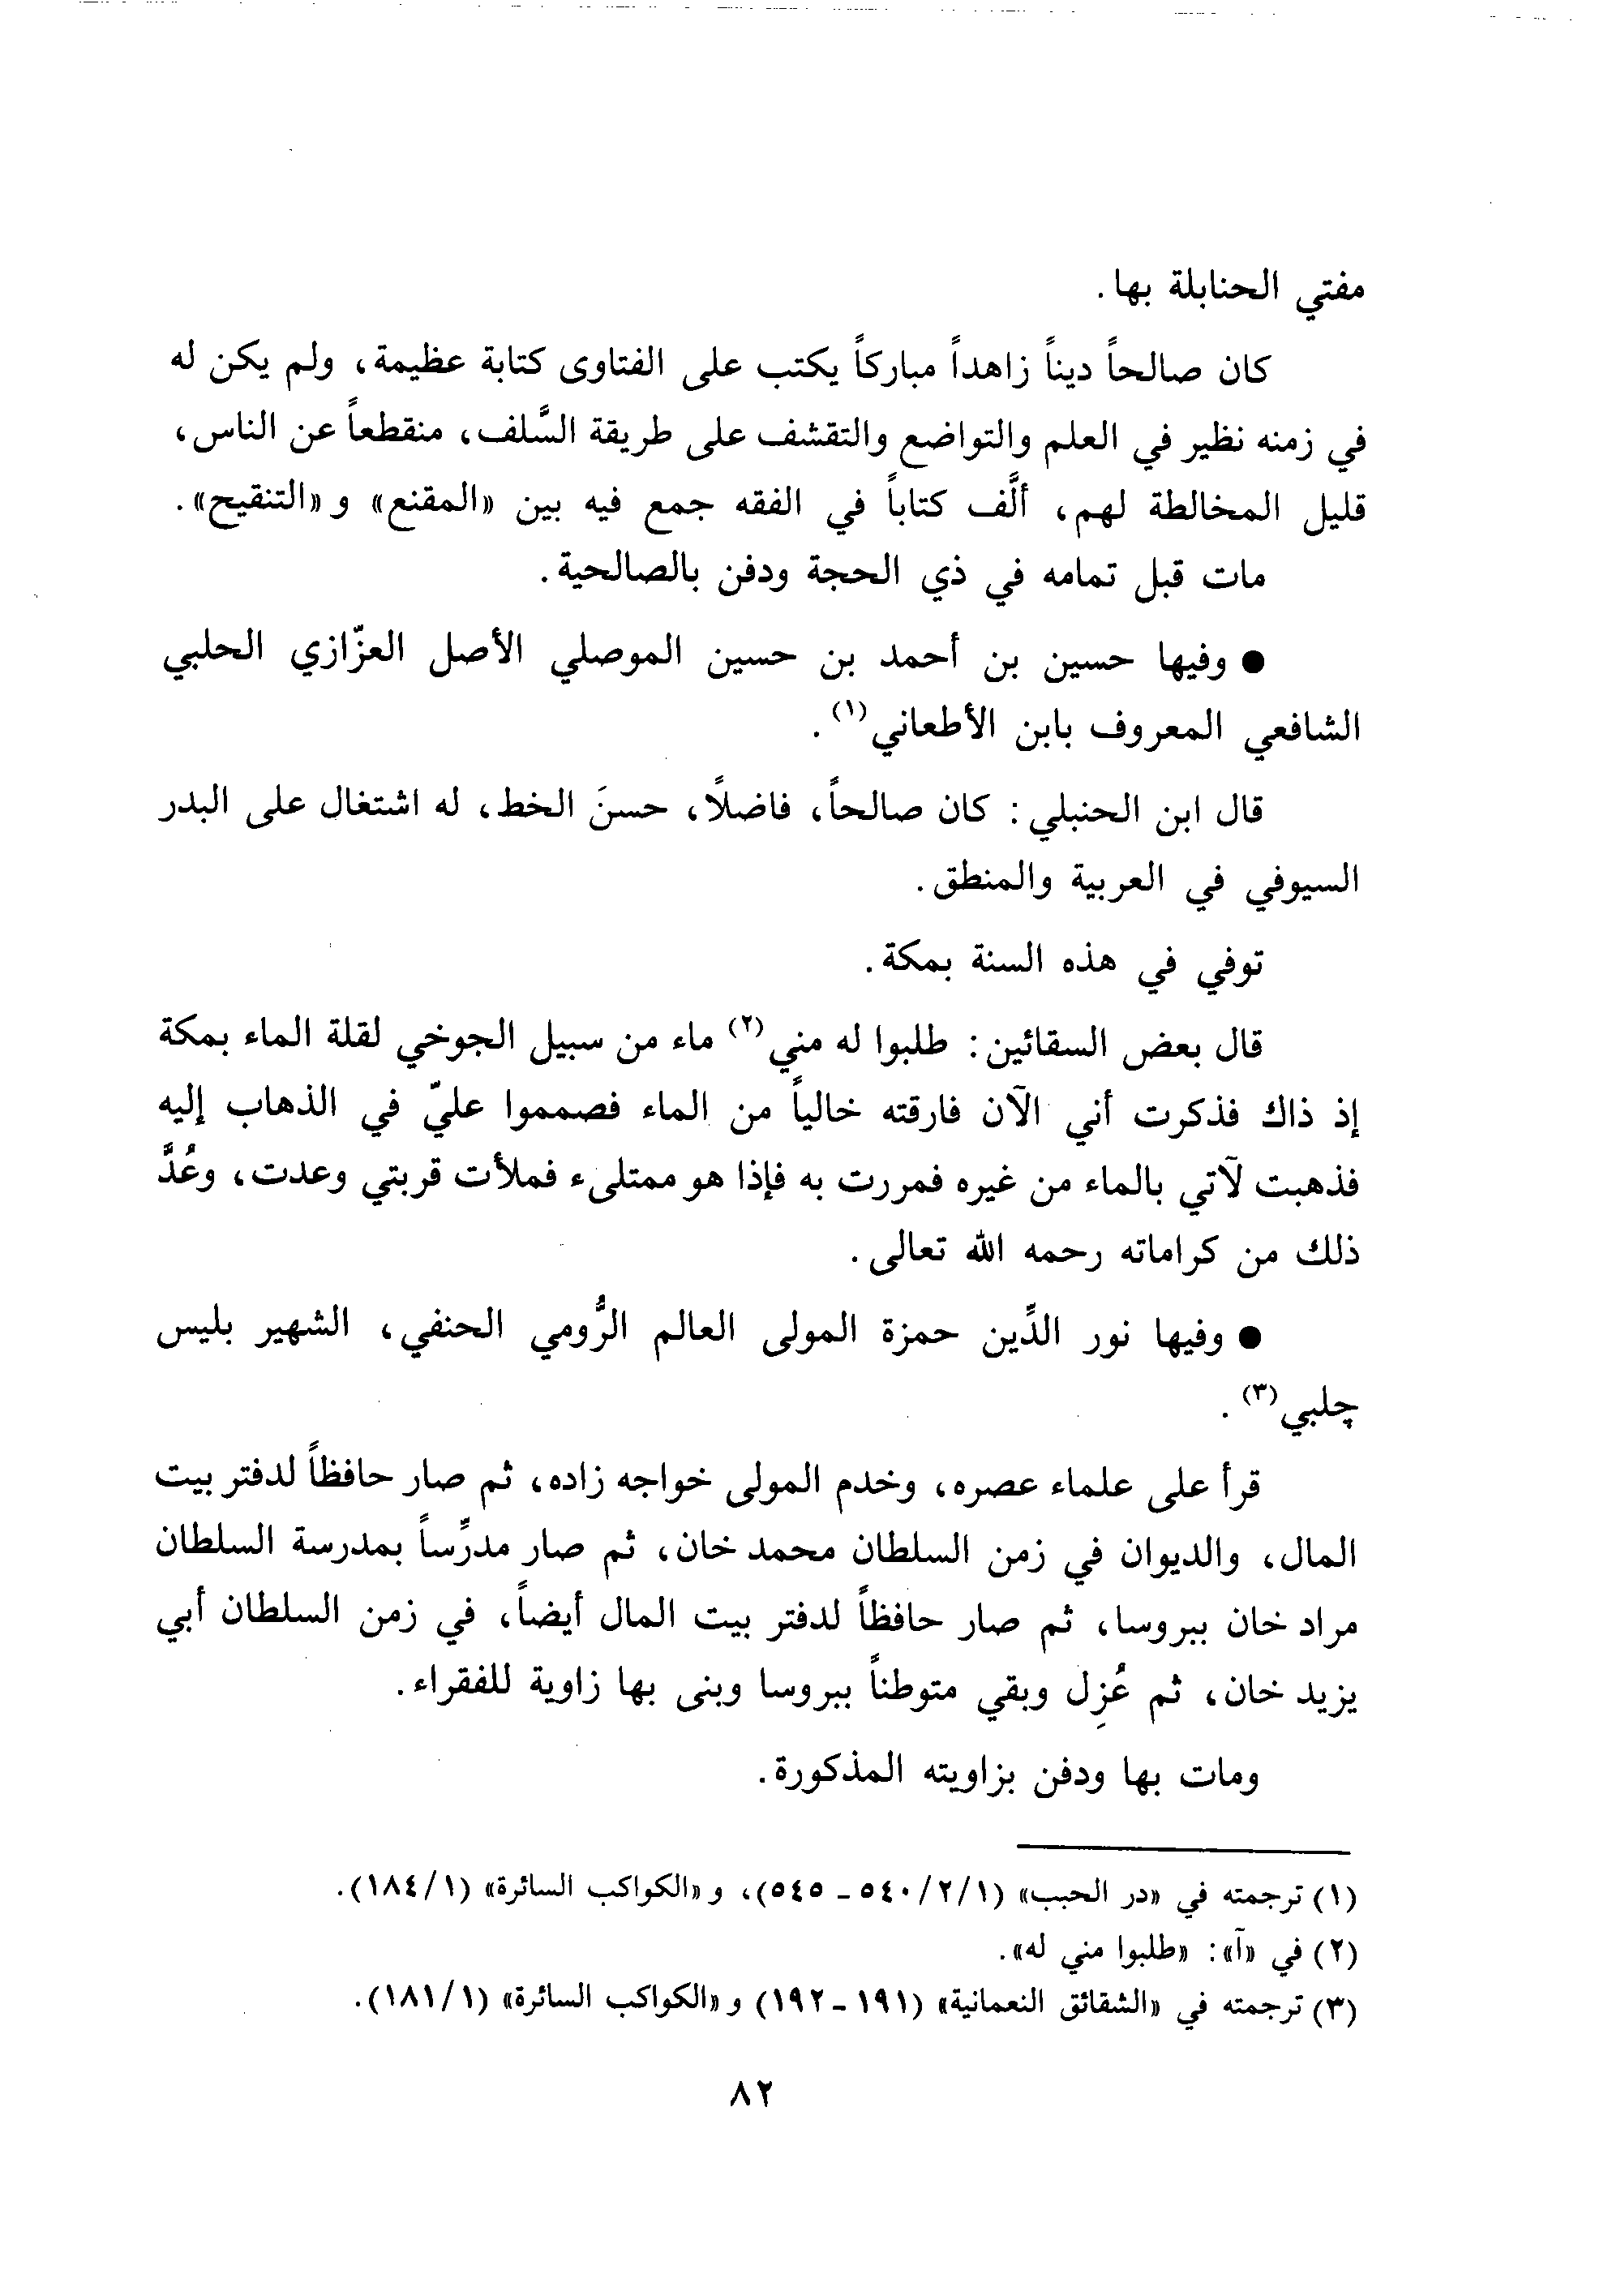 مفتي الحنابلة بها.
كان صالحاً ديناً زاهداً مباركاً يكتب على الفتاوى كتابة عظيمة، ولم يكن له
في زمنه نظير في العلم والتواضع والتقشف على طريقة السَّلف، منقطعاً عن الناس،
قليل المخالطة لهم، ألَّف كتاباً في الفقه جمع فيه بين «المقنع» و«التنقيح».
مات قبل تمامه في ذي الحجة ودفن بالصالحية.
● وفيها حسين بن أحمد بن حسين الموصلي الأصل العزّازي الحلبي
الشافعي المعروف بابن الأطعاني(١).
قال ابن الحنبلي: كان صالحاً، فاضلًا، حسنَ الخط، له اشتغال على البدر
السيوفي في العربية والمنطق.
توفي في هذه السنة بمكة.
قال بعض السقائين: طلبوا له مني(٢) ماء من سبيل الجوخي لقلة الماء بمكة
إذ ذاك فذكرت أني الآن فارقته خالياً من الماء فصمموا عليّ في الذهاب إليه
فذهبت لآتي بالماء من غيره فمررت به فإذا هو ممتلىء فملأت قربتي وعدت، وعُدَّ
ذلك من كراماته رحمه الله تعالى.
● وفيها نور الدِّين حمزة المولى العالم الرُّومي الحنفي، الشهير بليس
چلبي(٣).
قرأ على علماء عصره، وخدم المولى خواجه زاده، ثم صار حافظاً لدفتر بيت
المال، والديوان في زمن السلطان محمد خان، ثم صار مدرِّساً بمدرسة السلطان
مراد خان ببروسا، ثم صار حافظاً لدفتر بيت المال أيضاً، في زمن السلطان أبي
يزيد خان، ثم عُزِل وبقي متوطناً ببروسا وبنى بها زاوية للفقراء.
ومات بها ودفن بزاويته المذكورة.
(١) ترجمته في «در الحبب» (٥٤٠/٢/١ - ٥٤٥)، و«الكواكب السائرة» (١٨٤/١).
(٢) في «آ»: «طلبوا مني له».
(٣) ترجمته في «الشقائق النعمانية» (١٩١ - ١٩٢) و«الكواكب السائرة» (١٨١/١).
٨٢